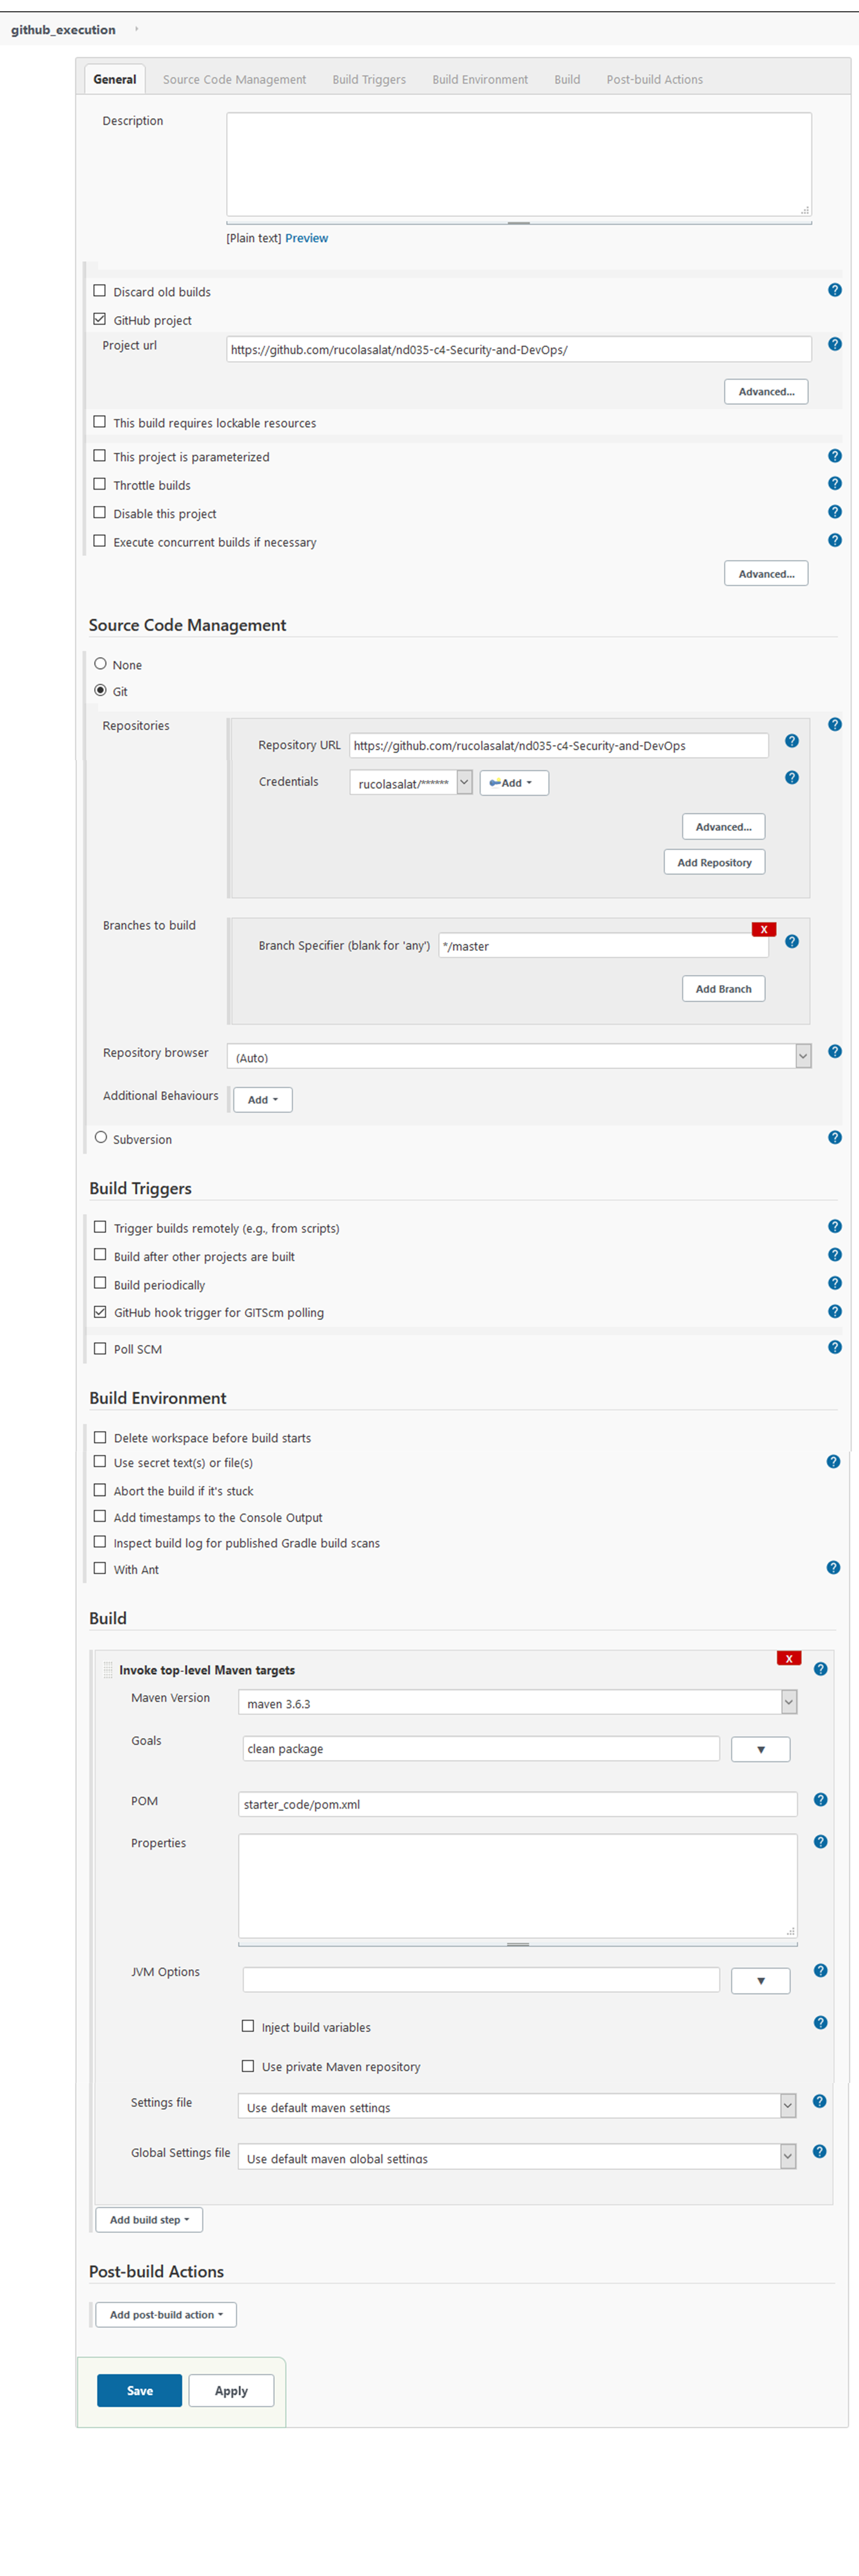 github_execution
General Source Code Management Build Triggers Build Environment Build Post-build Actions
Description
[Plain text] Preview
Discard old builds
GitHub project
Project url https://github.com/rucolasalat/nd035-c4-Security-and-DevOps/
Advanced...
This build requires lockable resources
This project is parameterized
Throttle builds
Disable this project
Execute concurrent builds if necessary
Advanced...
Source Code Management
None
Git
Repositories
Repository URL https://github.com/rucolasalat/nd035-c4-Security-and-DevOps
Credentials rucolasalat/****** Add
Advanced...
Add Repository
Branches to build
X
Branch Specifier (blank for 'any') */master
Add Branch
Repository browser (Auto)
Additional Behaviours Add
Subversion
Build Triggers
Trigger builds remotely (e.g., from scripts)
Build after other projects are built
Build periodically
GitHub hook trigger for GITScm polling
Poll SCM
Build Environment
Delete workspace before build starts
Use secret text(s) or file(s)
Abort the build if it's stuck
Add timestamps to the Console Output
Inspect build log for published Gradle build scans
With Ant
Build
X
Invoke top-level Maven targets
Maven Version maven 3.6.3
Goals clean package
POM starter_code/pom.xml
Properties
JVM Options
Inject build variables
Use private Maven repository
Settings file Use default maven settings
Global Settings file Use default maven global settings
Add build step
Post-build Actions
Add post-build action
Save Apply